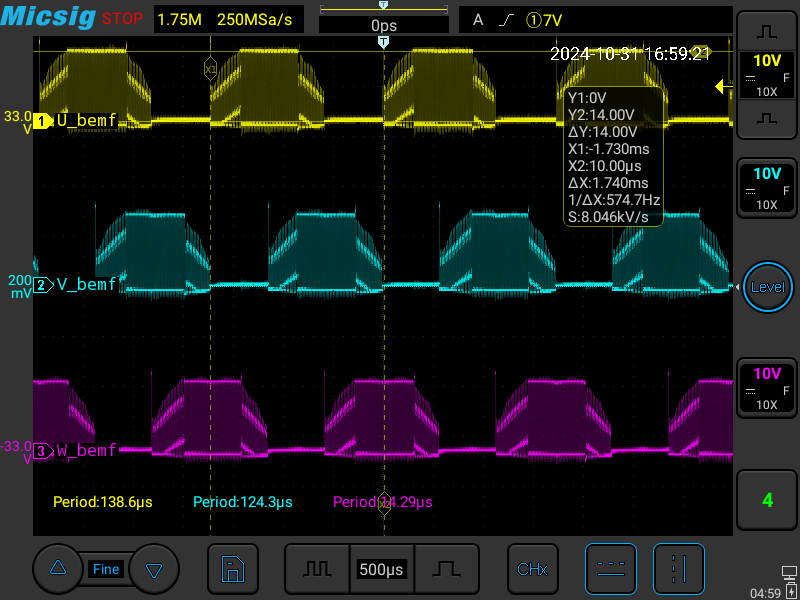 Micsig STOP 1.75M 250MSa/s 0ps A ①7V
T
2024-10-31 16:59:21
X1
10V
F
10X
33.0 V 1 U_bemf
Y1:0V
Y2:14.00V
ΔY:14.00V
X1:-1.730ms
X2:10.00µs
ΔX:1.740ms
1/ΔX:574.7Hz
S:8.046kV/s
10V
F
10X
200 mV 2 V_bemf
Level
10V
F
10X
-33.0 V 3 W_bemf
Period:138.6µs Period:124.3µs Period:14.29µs
X2
4
Fine 500µs CHx
04:59